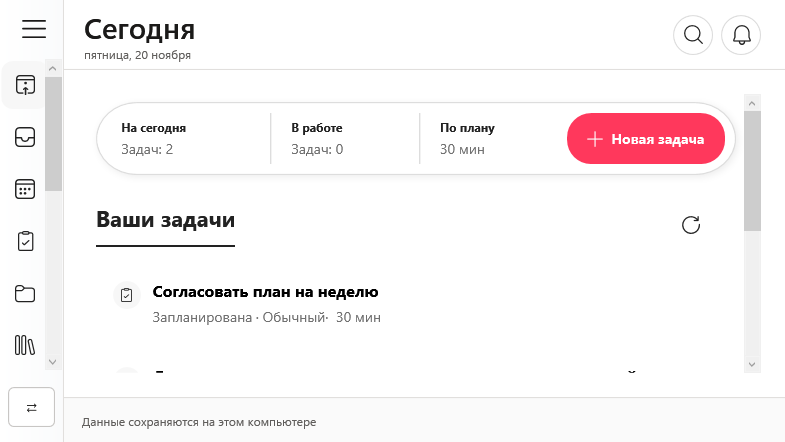 Сегодня
пятница, 20 ноября
На сегодня
Задач: 2
В работе
Задач: 0
По плану
30 мин
Новая задача
Ваши задачи
Согласовать план на неделю
Запланирована · Обычный· 30 мин
Данные сохраняются на этом компьютере